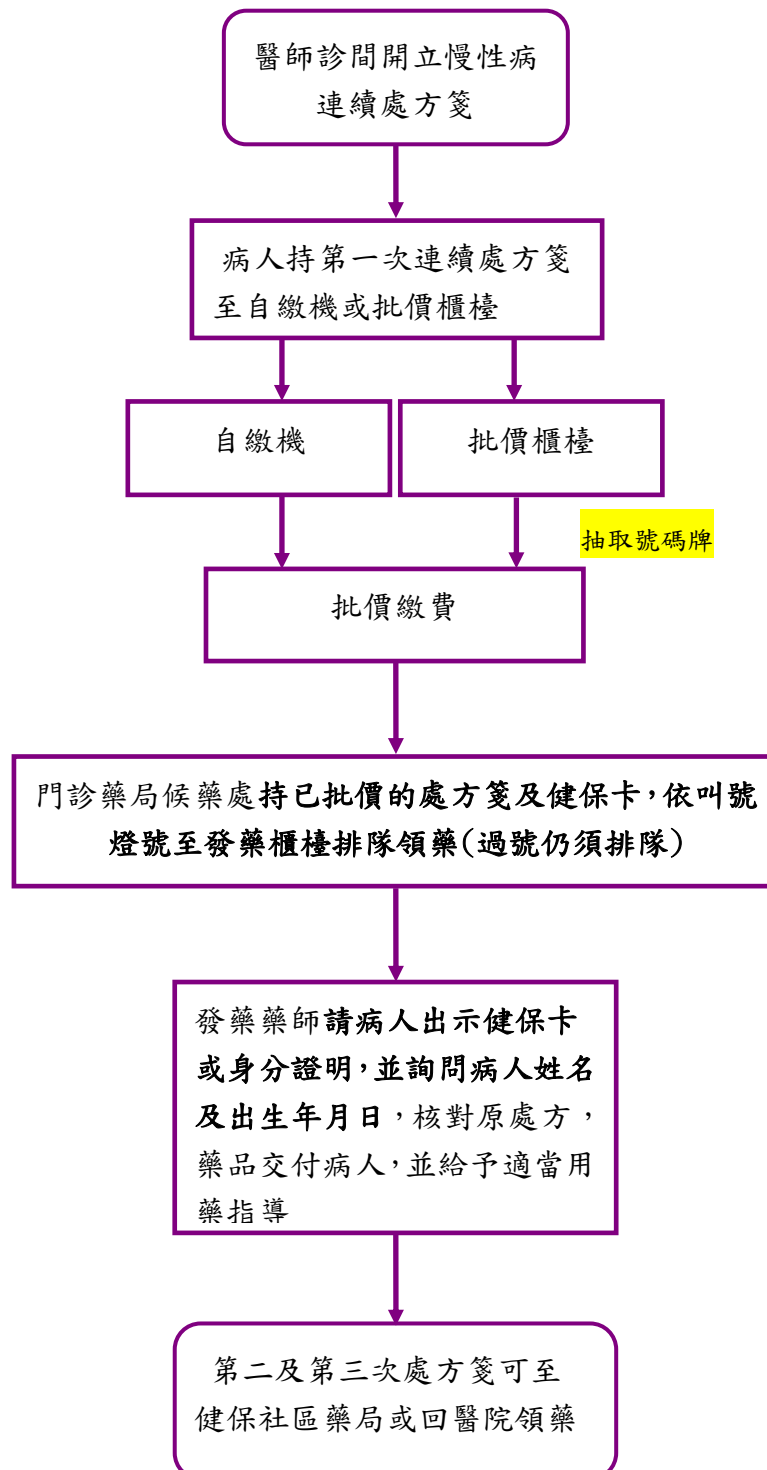 醫師診間開立慢性病
連續處方箋
病人持第一次連續處方箋
至自繳機或批價櫃檯
自繳機
批價櫃檯
抽取號碼牌
批價繳費
門診藥局候藥處持已批價的處方箋及健保卡，依叫號
燈號至發藥櫃檯排隊領藥(過號仍須排隊)
發藥藥師請病人出示健保卡
或身分證明，並詢問病人姓名
及出生年月日，核對原處方，
藥品交付病人，並給予適當用
藥指導
第二及第三次處方箋可至
健保社區藥局或回醫院領藥